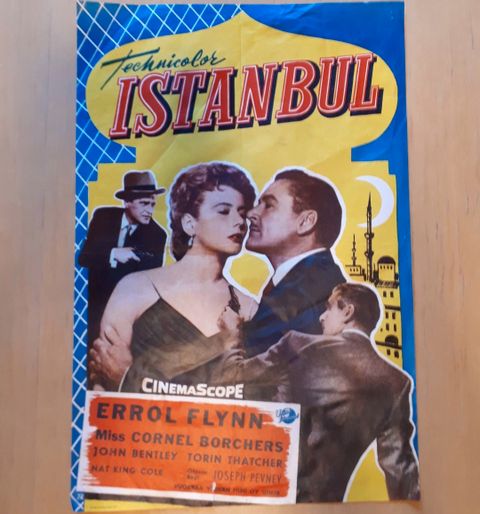 Technicolor
ISTANBUL
CINEMASCOPE
ERROL FLYNN
Miss CORNEL BORCHERS
JOHN BENTLEY TORIN THATCHER
NAT KING COLE
JOSEPH PEVNEY